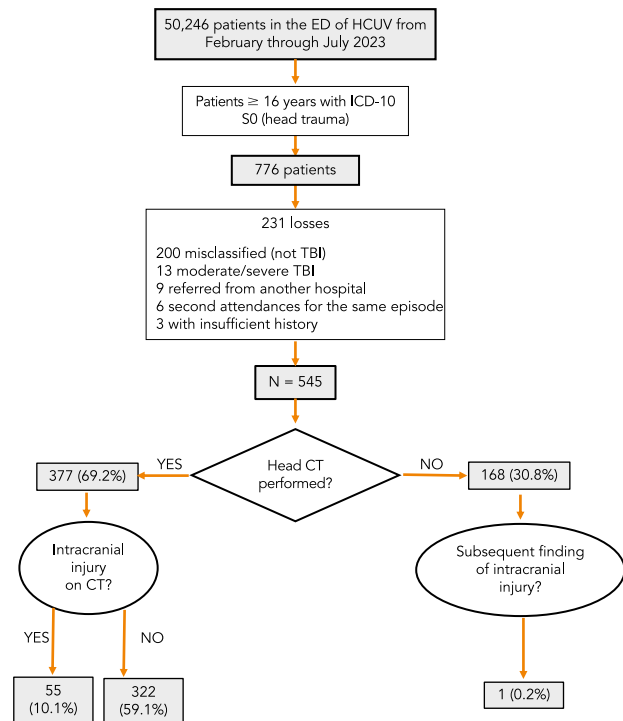 50,246 patients in the ED of HCUV from
February through July 2023
Patients ≥ 16 years with ICD-10
S0 (head trauma)
776 patients
231 losses
200 misclassified (not TBI)
13 moderate/severe TBI
9 referred from another hospital
6 second attendances for the same episode
3 with insufficient history
N = 545
Head CT
performed?
YES
377 (69.2%)
NO
168 (30.8%)
Intracranial
injury
on CT?
Subsequent finding
of intracranial
injury?
YES
NO
55
(10.1%)
322
(59.1%)
1 (0.2%)